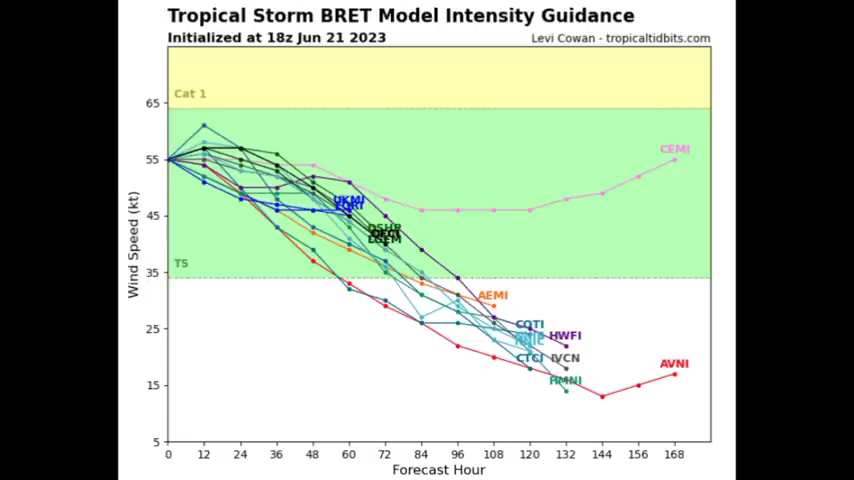 Tropical Storm BRET Model Intensity Guidance
Initialized at 18z Jun 21 2023
Levi Cowan - tropicaltidbits.com
Cat 1
65
CEMI
55
UKMI
45
DSHP
LGEM
Wind Speed (kt)
TS
35
AEMI
25
COTI
HWFI
CTCI
IVCN
AVNI
15
HMNI
5
0 12 24 36 48 60 72 84 96 108 120 132 144 156 168
Forecast Hour